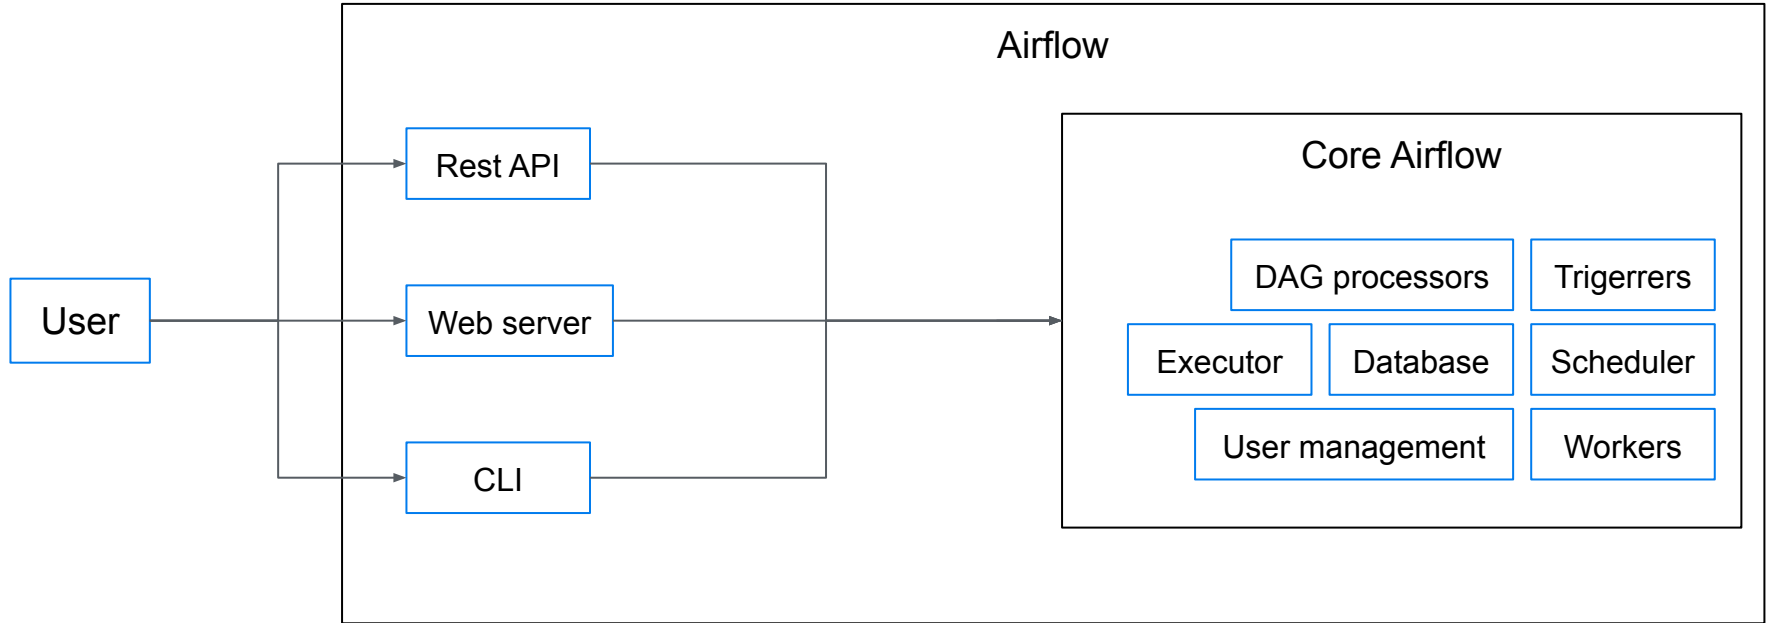 Airflow
Core Airflow
Rest API
DAG processors
Trigerrers
User
Web server
Executor
Database
Scheduler
User management
Workers
CLI